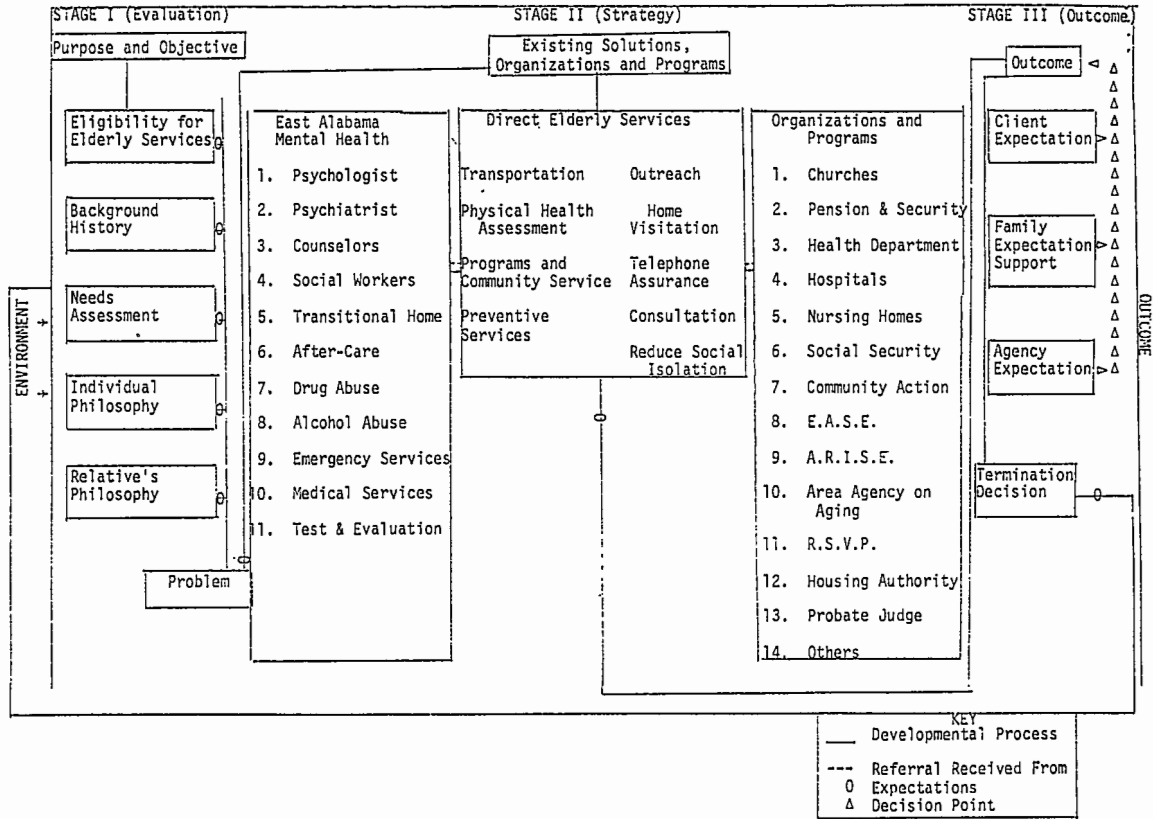 STAGE I (Evaluation)
STAGE II (Strategy)
STAGE III (Outcome)
Purpose and Objective
Existing Solutions,
Organizations and Programs
Outcome
Eligibility for
Elderly Services
Background
History
Needs
Assessment
Individual
Philosophy
Relative's
Philosophy
Problem
ENVIRONMENT
East Alabama
Mental Health
1. Psychologist
2. Psychiatrist
3. Counselors
4. Social Workers
5. Transitional Home
6. After-Care
7. Drug Abuse
8. Alcohol Abuse
9. Emergency Services
10. Medical Services
11. Test & Evaluation
Direct Elderly Services
Transportation
Physical Health
Assessment
Programs and
Community Service
Preventive
Services
Outreach
Home
Visitation
Telephone
Assurance
Consultation
Reduce Social
Isolation
Organizations and
Programs
1. Churches
2. Pension & Security
3. Health Department
4. Hospitals
5. Nursing Homes
6. Social Security
7. Community Action
8. E.A.S.E.
9. A.R.I.S.E.
10. Area Agency on
Aging
11. R.S.V.P.
12. Housing Authority
13. Probate Judge
14. Others
Client
Expectation
Family
Expectation
Support
Agency
Expectation
Termination
Decision
OUTCOME
KEY
Developmental Process
Referral Received From
0 Expectations
Δ Decision Point